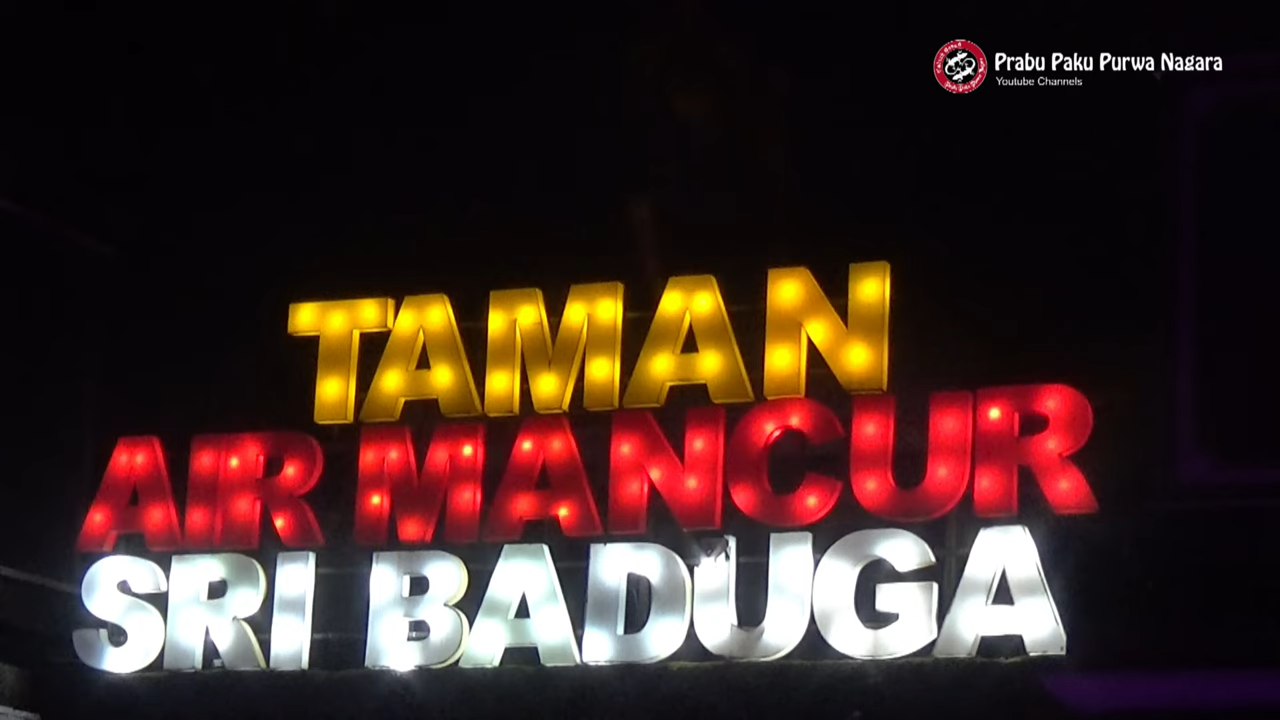 Prabu Paku Purwa Nagara
Youtube Channels
TAMAN
AIR MANCUR
SRI BADUGA